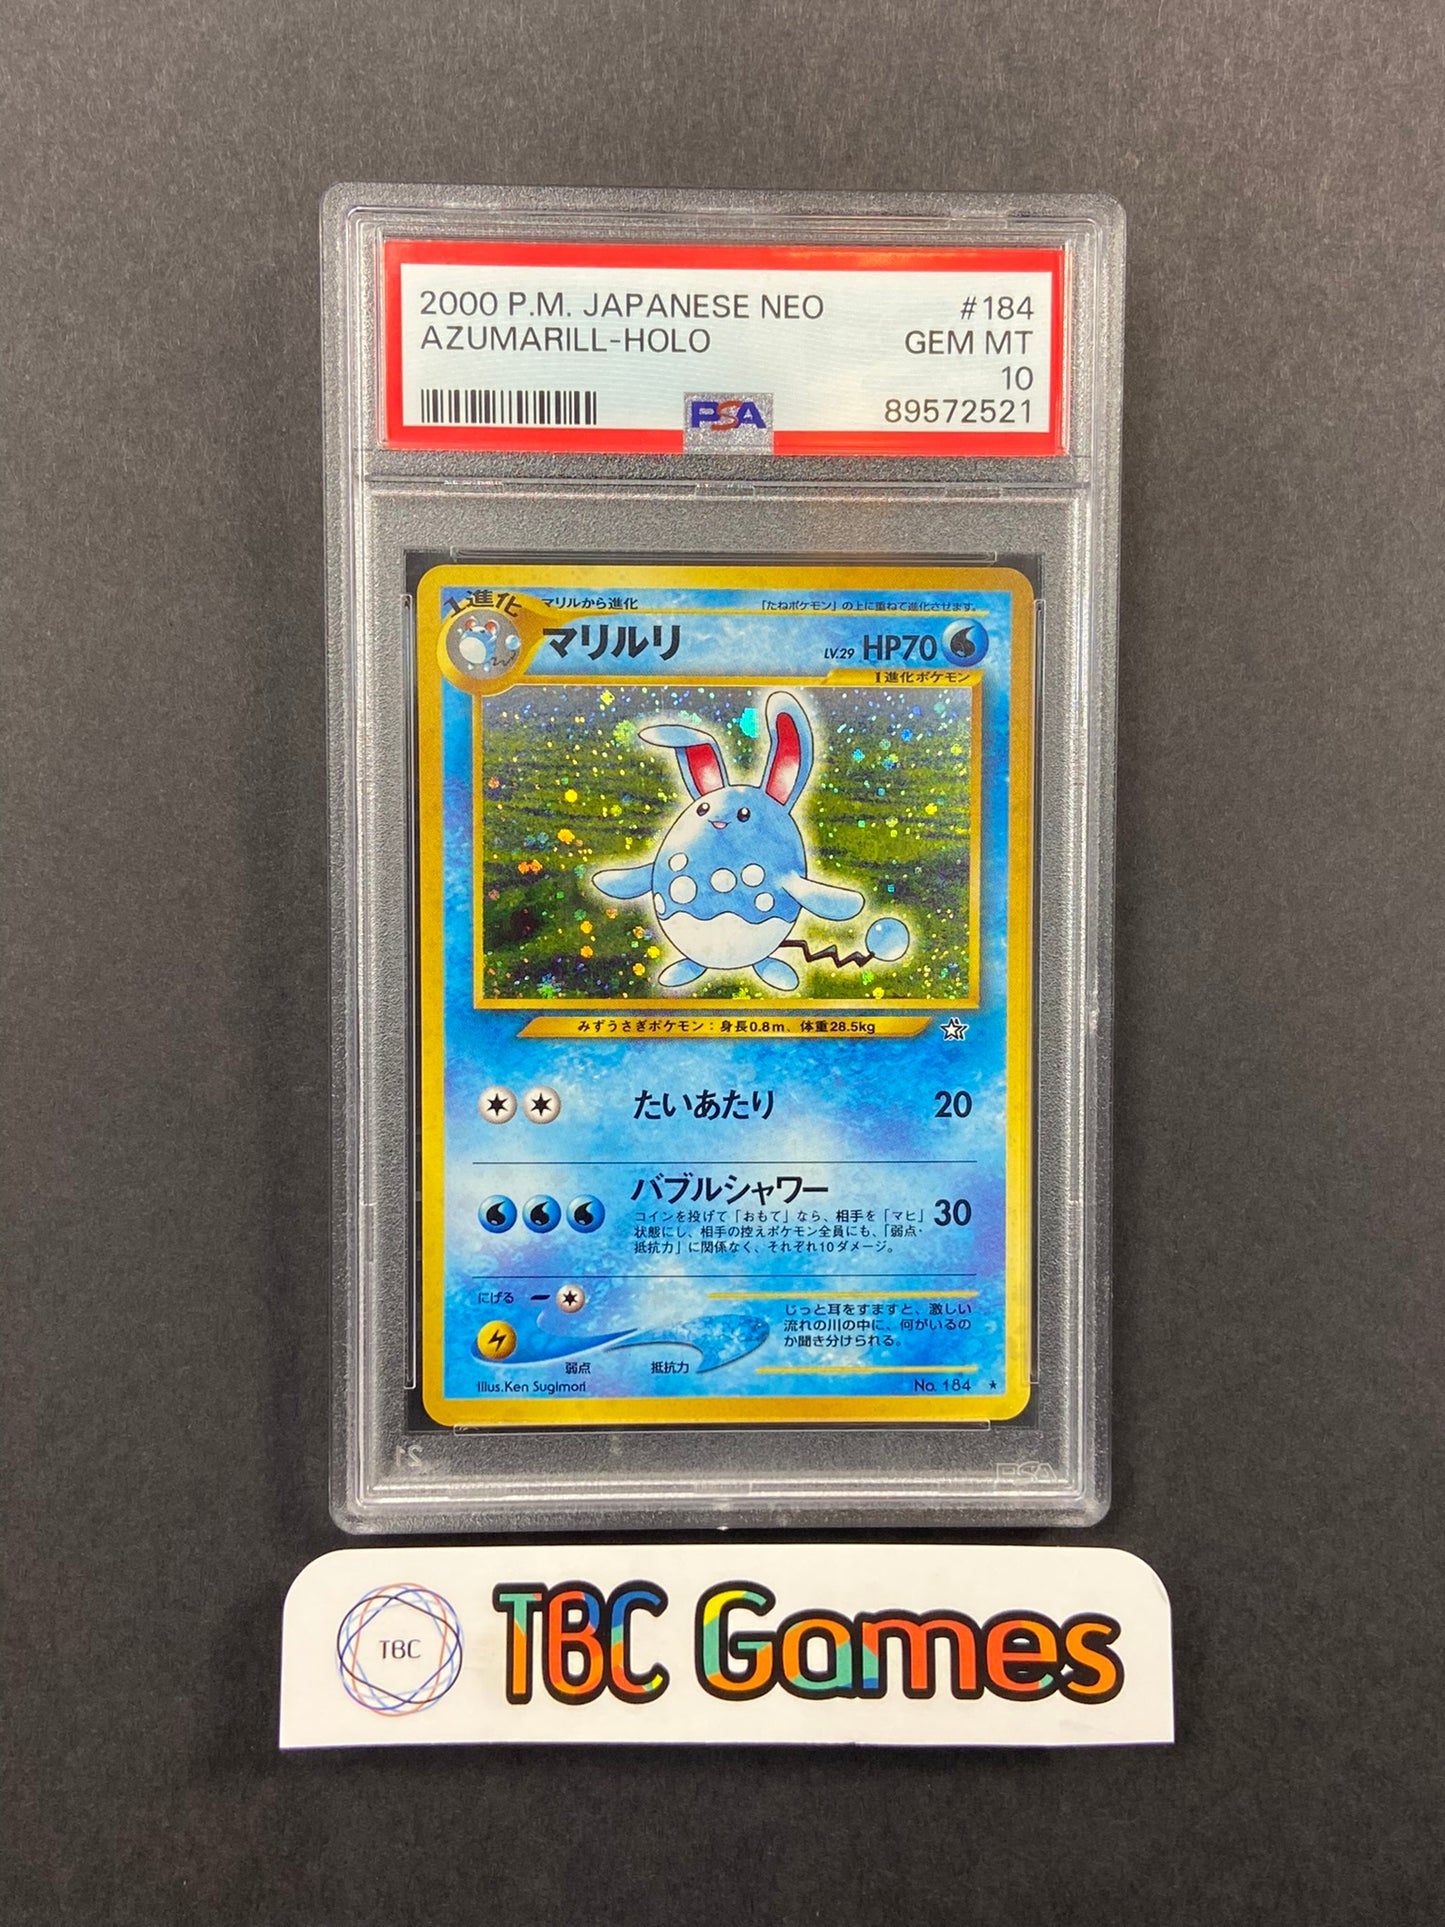 2000 P.M. JAPANESE NEO #184
AZUMARILL-HOLO GEM MT
10
PSA 89572521
1進化
マリルから進化 「たねポケモン」の上に重ねて進化させます。
マリルリ LV.29 HP70
1進化ポケモン
みずうさぎポケモン：身長0.8m、体重28.5kg
たいあたり 20
バブルシャワー 30
コインを投げて「おもて」なら、相手を「マヒ」
状態にし、相手の控えポケモン全員にも、「弱点・
抵抗力」に関係なく、それぞれ10ダメージ。
にげる
じっと耳をすますと、激しい
流れの川の中に、何がいるの
か聞き分けられる。
弱点 抵抗力
Illus.Ken Sugimori No. 184 ★
21 PSA
TBC TBC Games